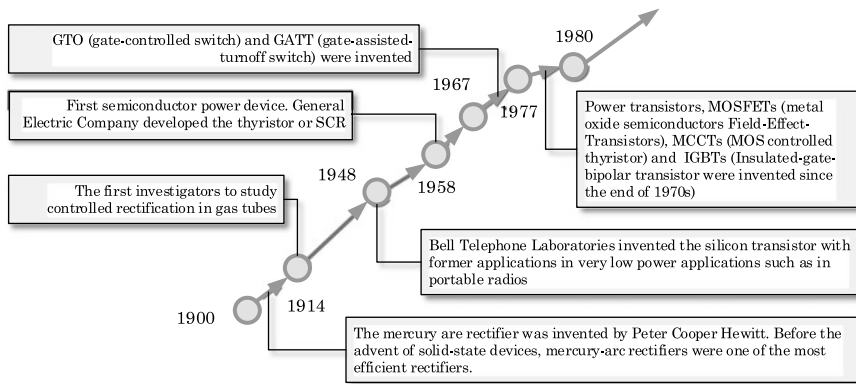 1980
GTO (gate-controlled switch) and GATT (gate-assisted-
turnoff switch) were invented
1967
1977
First semiconductor power device. General
Electric Company developed the thyristor or SCR
Power transistors, MOSFETs (metal
oxide semiconductors Field-Effect-
Transistors), MCCTs (MOS controlled
thyristor) and IGBTs (Insulated-gate-
bipolar transistor were invented since
the end of 1970s)
1948
1958
The first investigators to study
controlled rectification in gas tubes
Bell Telephone Laboratories invented the silicon transistor with
former applications in very low power applications such as in
portable radios
1914
1900
The mercury are rectifier was invented by Peter Cooper Hewitt. Before the
advent of solid-state devices, mercury-arc rectifiers were one of the most
efficient rectifiers.